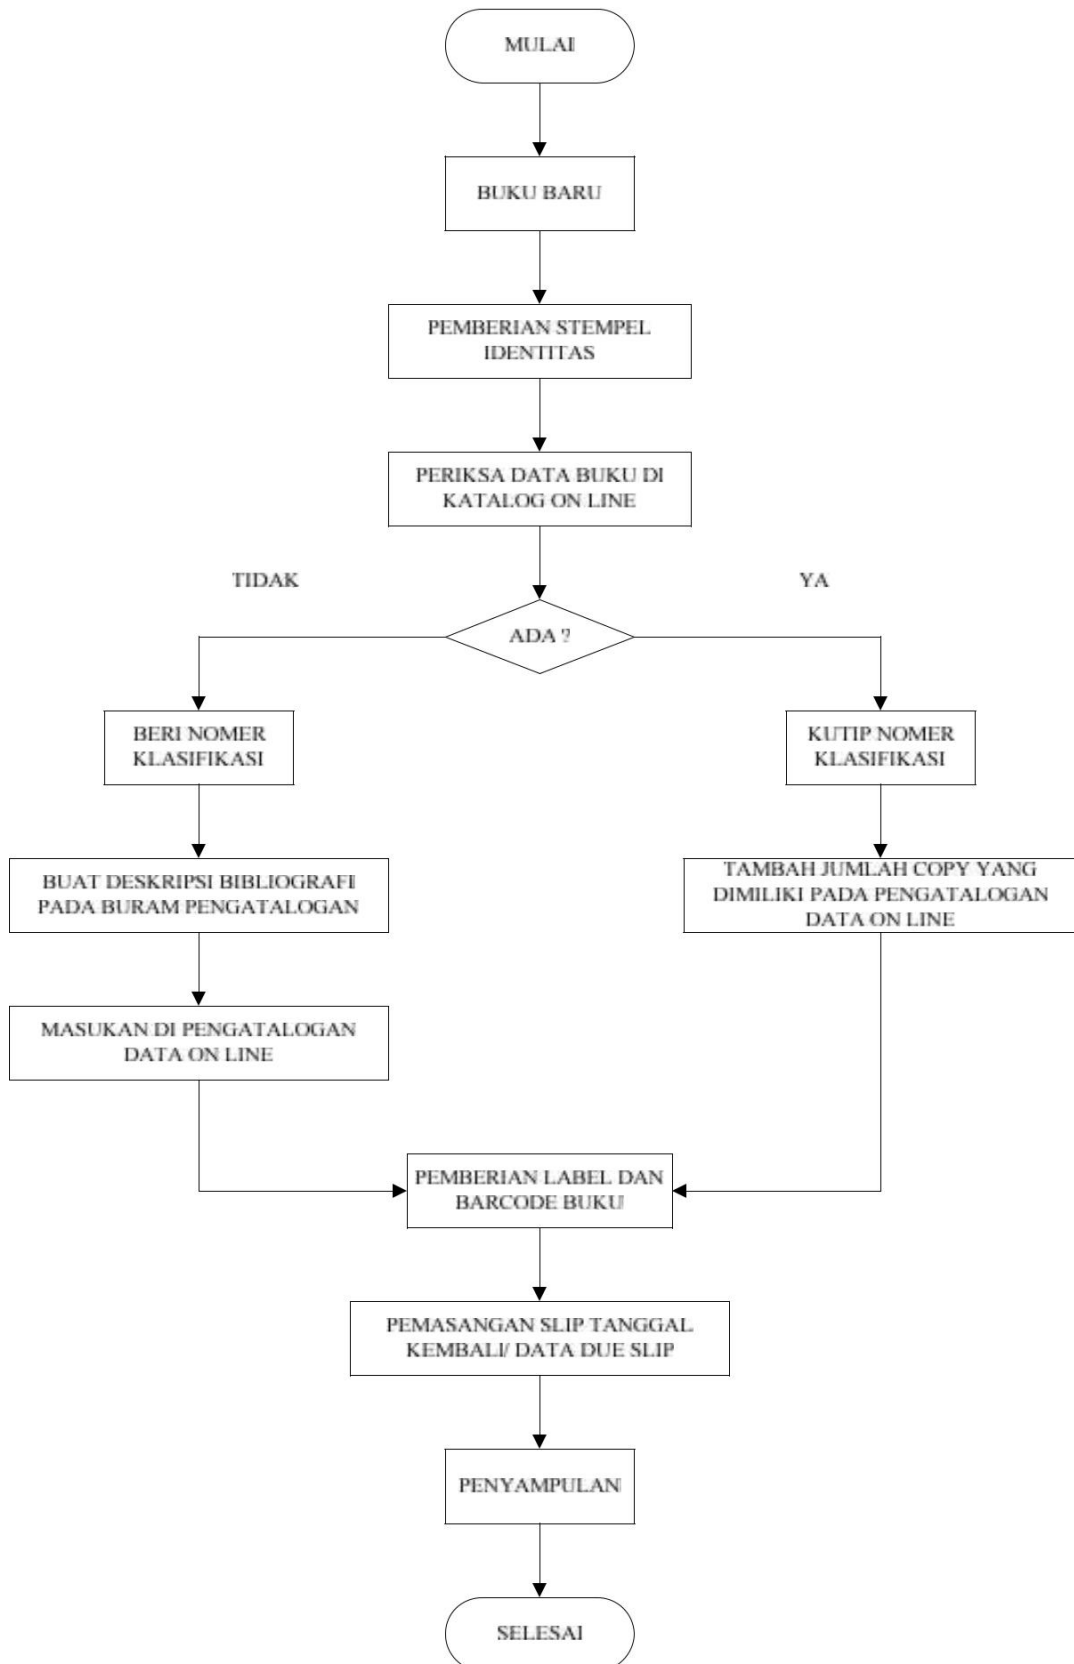 MULAI
BUKU BARU
PEMBERIAN STEMPEL
IDENTITAS
PERIKSA DATA BUKU DI
KATALOG ON LINE
TIDAK
YA
ADA ?
BERI NOMER
KLASIFIKASI
KUTIP NOMER
KLASIFIKASI
BUAT DESKRIPSI BIBLIOGRAFI
PADA BURAM PENGATALOGAN
TAMBAH JUMLAH COPY YANG
DIMILIKI PADA PENGATALOGAN
DATA ON LINE
MASUKAN DI PENGATALOGAN
DATA ON LINE
PEMBERIAN LABEL DAN
BARCODE BUKU
PEMASANGAN SLIP TANGGAL
KEMBALI/ DATA DUE SLIP
PENYAMPULAN
SELESAI